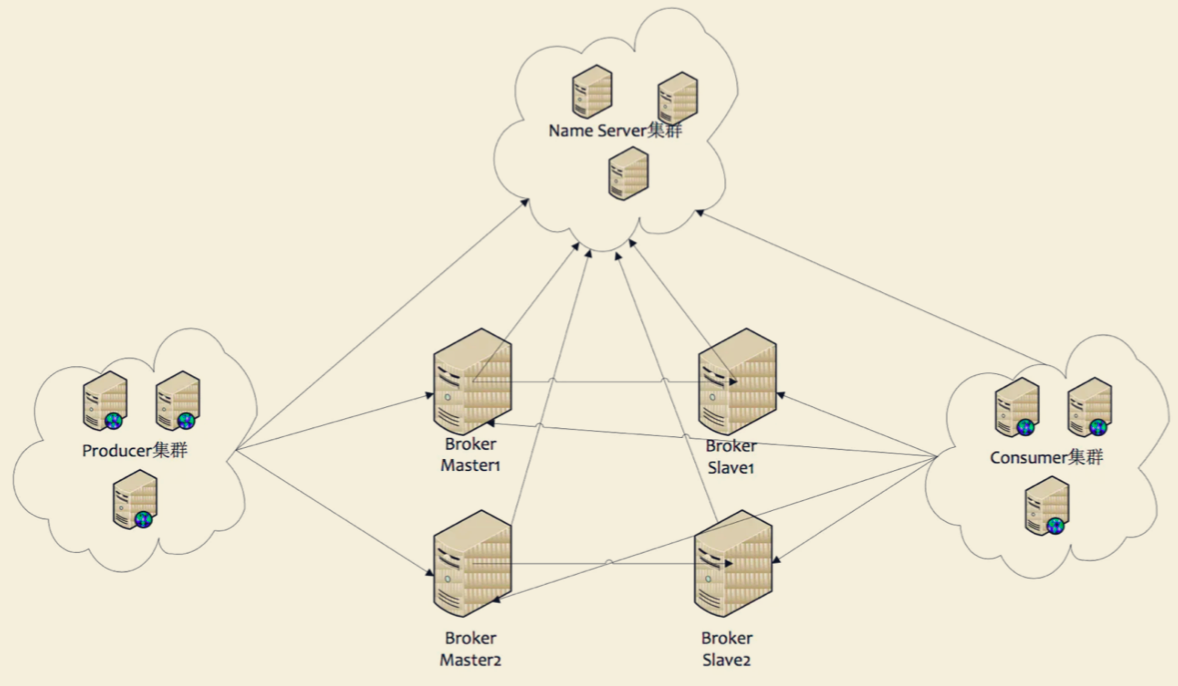 Name Server集群
Producer集群
Broker
Master1
Broker
Slave1
Consumer集群
Broker
Master2
Broker
Slave2